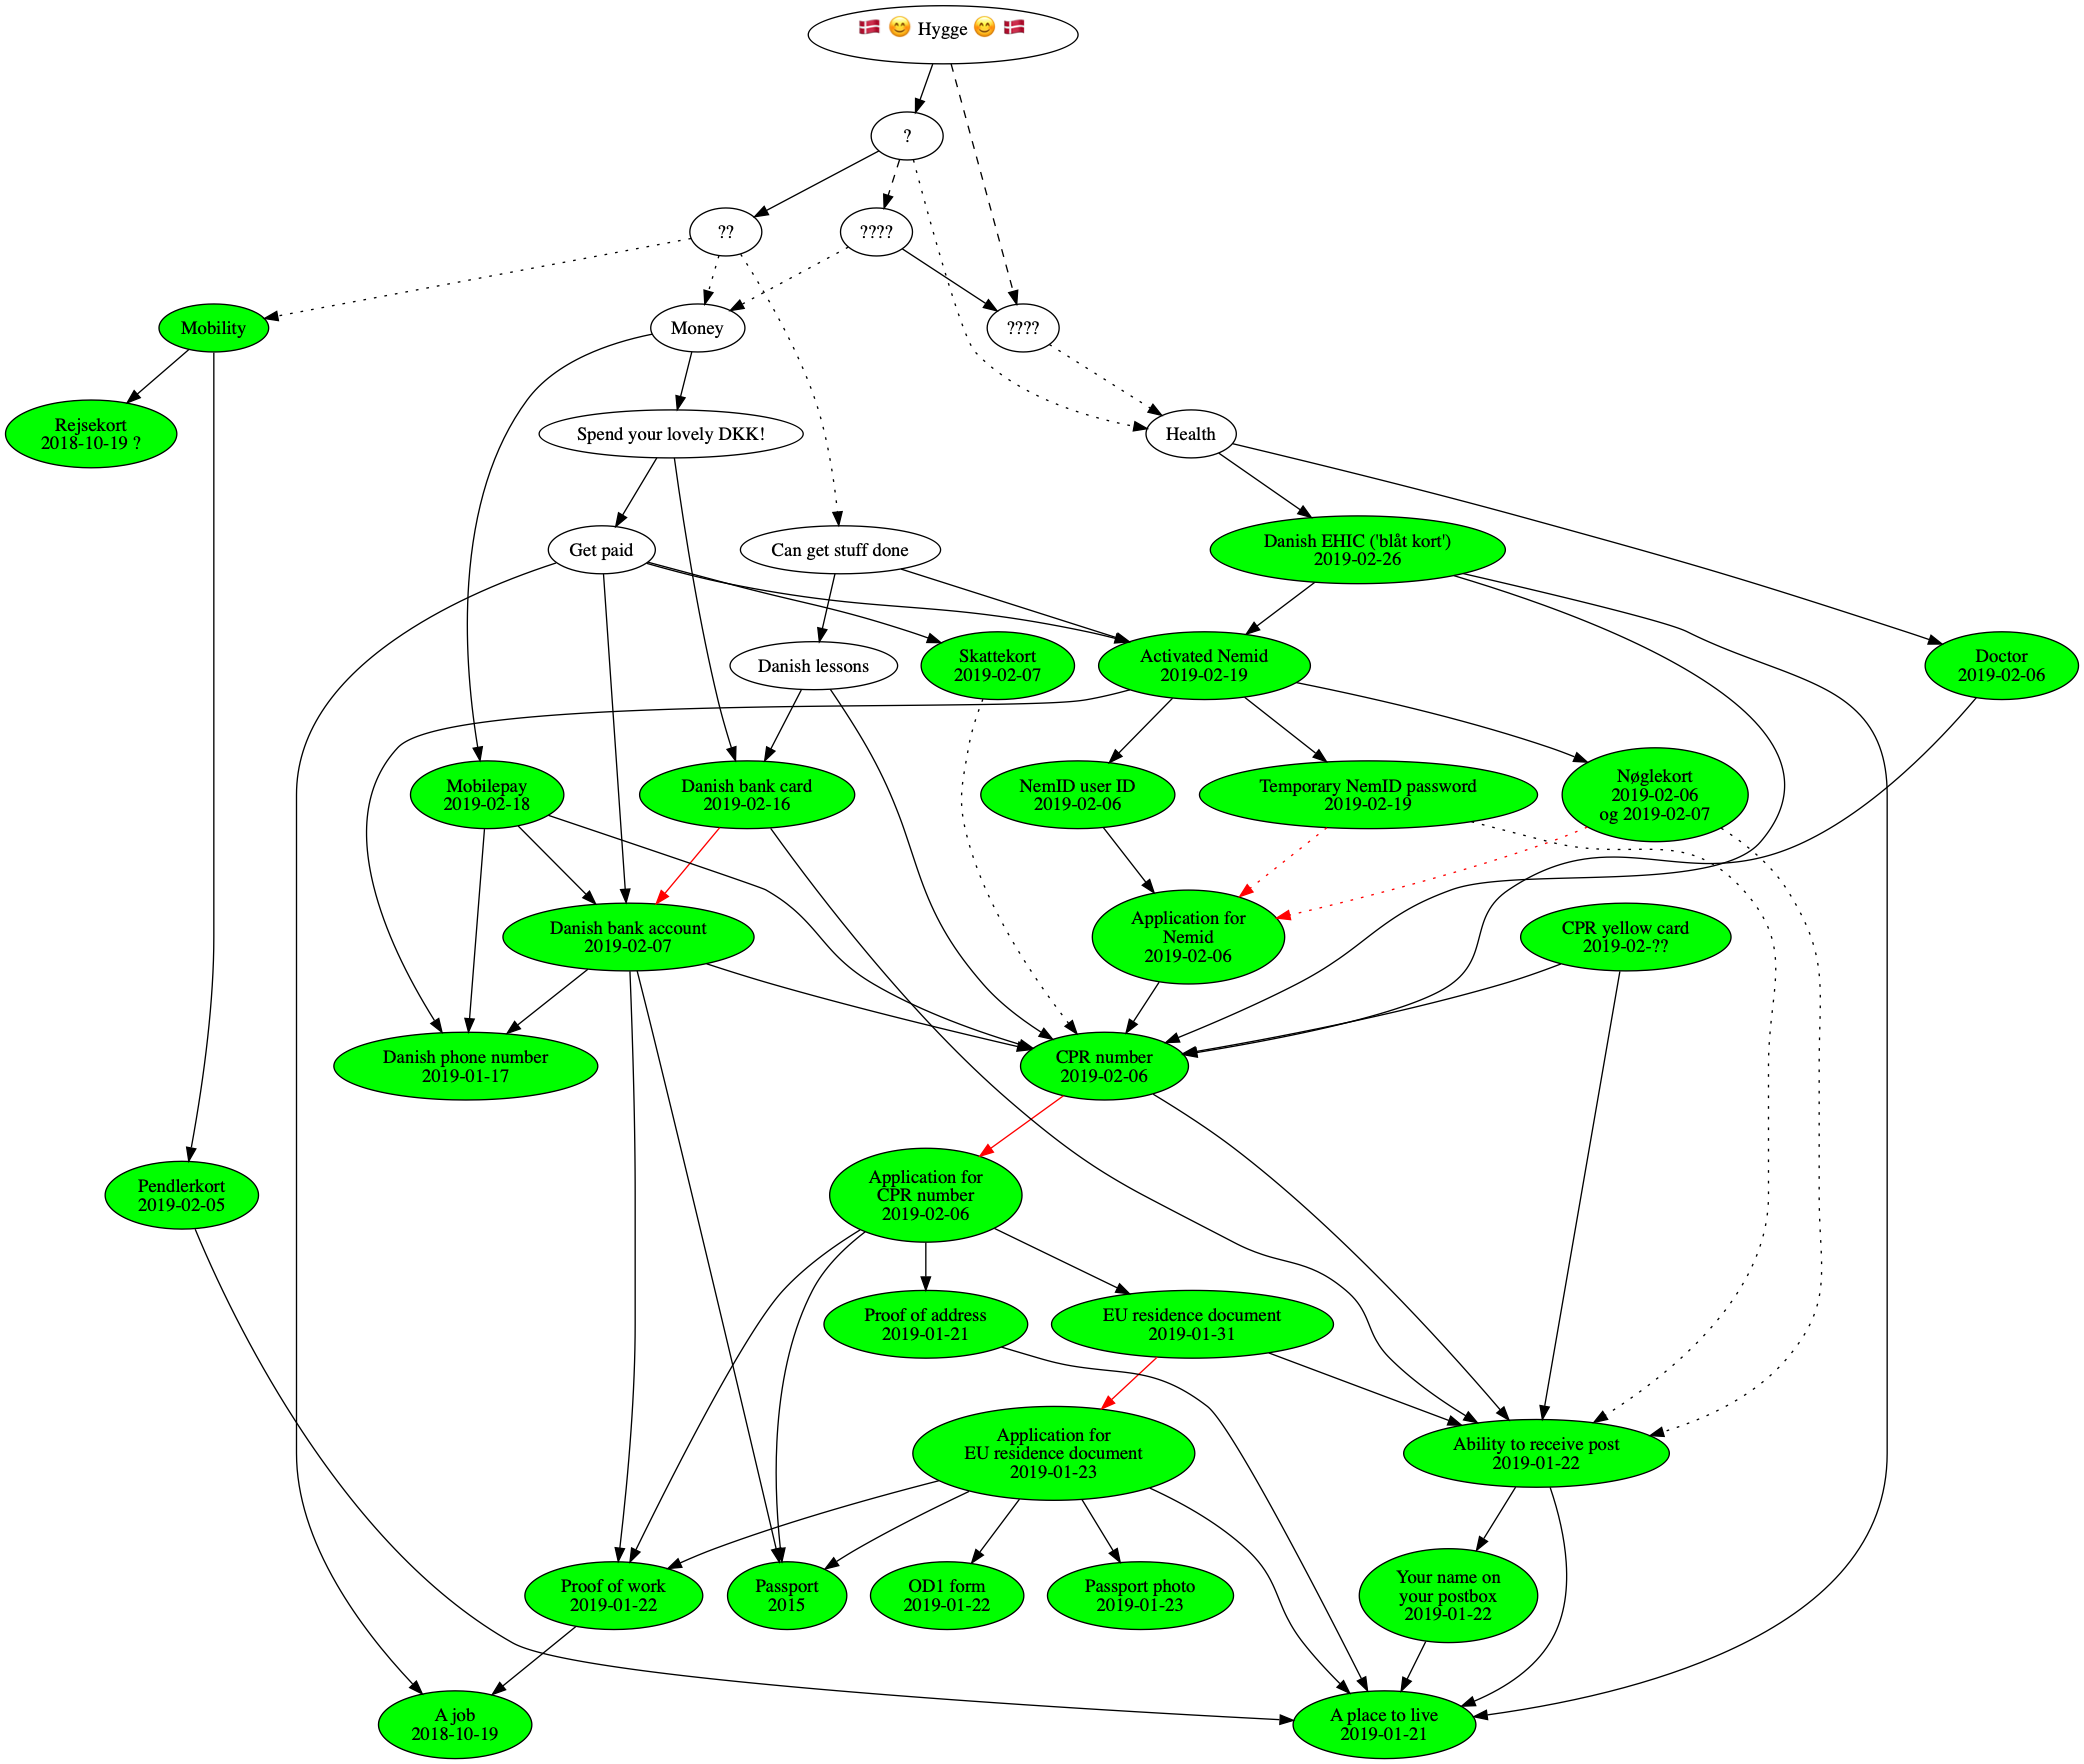 🇩🇰 😊 Hygge 😊 🇩🇰
?
??
????
Mobility
Money
????
Rejsekort
2018-10-19 ?
Spend your lovely DKK!
Health
Get paid
Can get stuff done
Danish EHIC ('blåt kort')
2019-02-26
Danish lessons
Skattekort
2019-02-07
Activated Nemid
2019-02-19
Doctor
2019-02-06
Mobilepay
2019-02-18
Danish bank card
2019-02-16
NemID user ID
2019-02-06
Temporary NemID password
2019-02-19
Nøglekort
2019-02-06
og 2019-02-07
Danish bank account
2019-02-07
Application for
Nemid
2019-02-06
CPR yellow card
2019-02-??
Danish phone number
2019-01-17
CPR number
2019-02-06
Pendlerkort
2019-02-05
Application for
CPR number
2019-02-06
Proof of address
2019-01-21
EU residence document
2019-01-31
Application for
EU residence document
2019-01-23
Ability to receive post
2019-01-22
Proof of work
2019-01-22
Passport
2015
OD1 form
2019-01-22
Passport photo
2019-01-23
Your name on
your postbox
2019-01-22
A job
2018-10-19
A place to live
2019-01-21